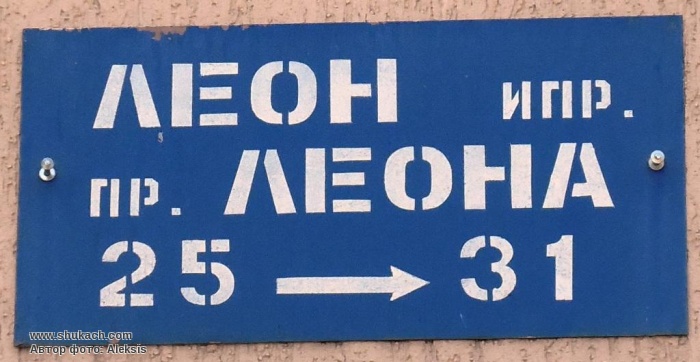 ЛЕОН ИПР.
ПР. ЛЕОНА
25 → 31
www.shukach.com
Автор фото: Aleksis